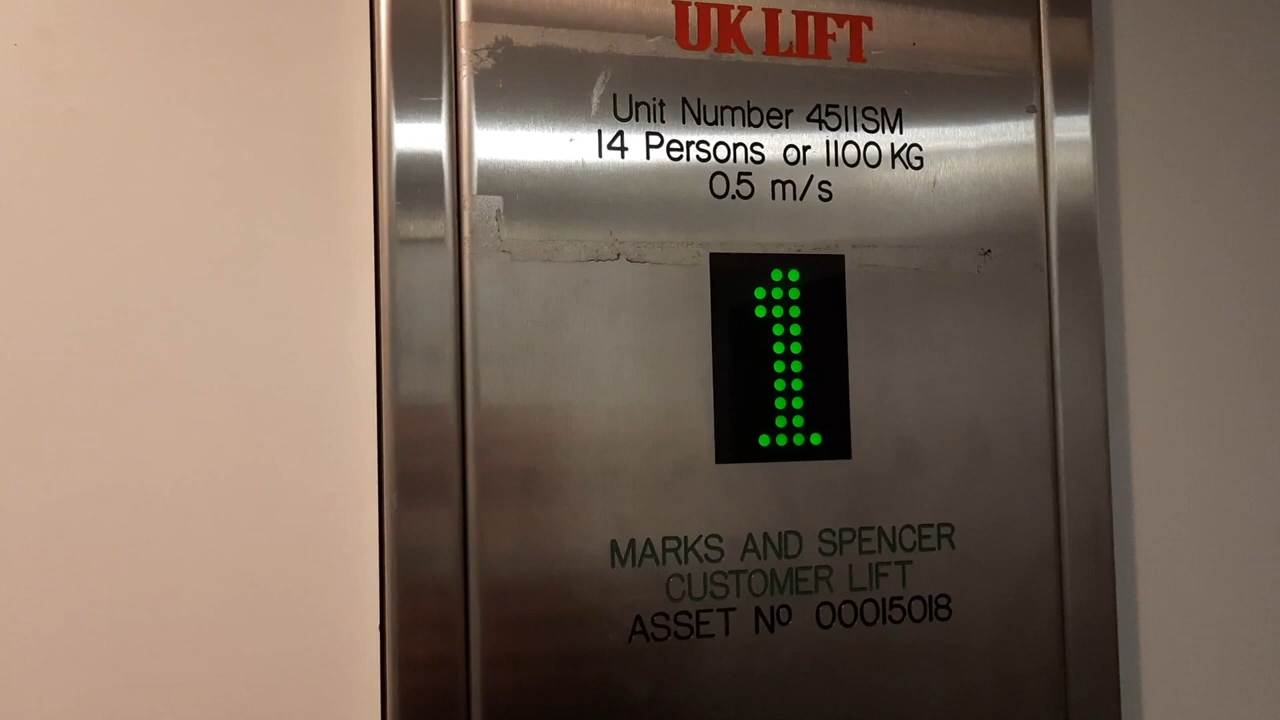 UK LIFT
Unit Number 4511SM
14 Persons or 1100 KG
0.5 m/s
1
MARKS AND SPENCER
CUSTOMER LIFT
ASSET Nº 00015018